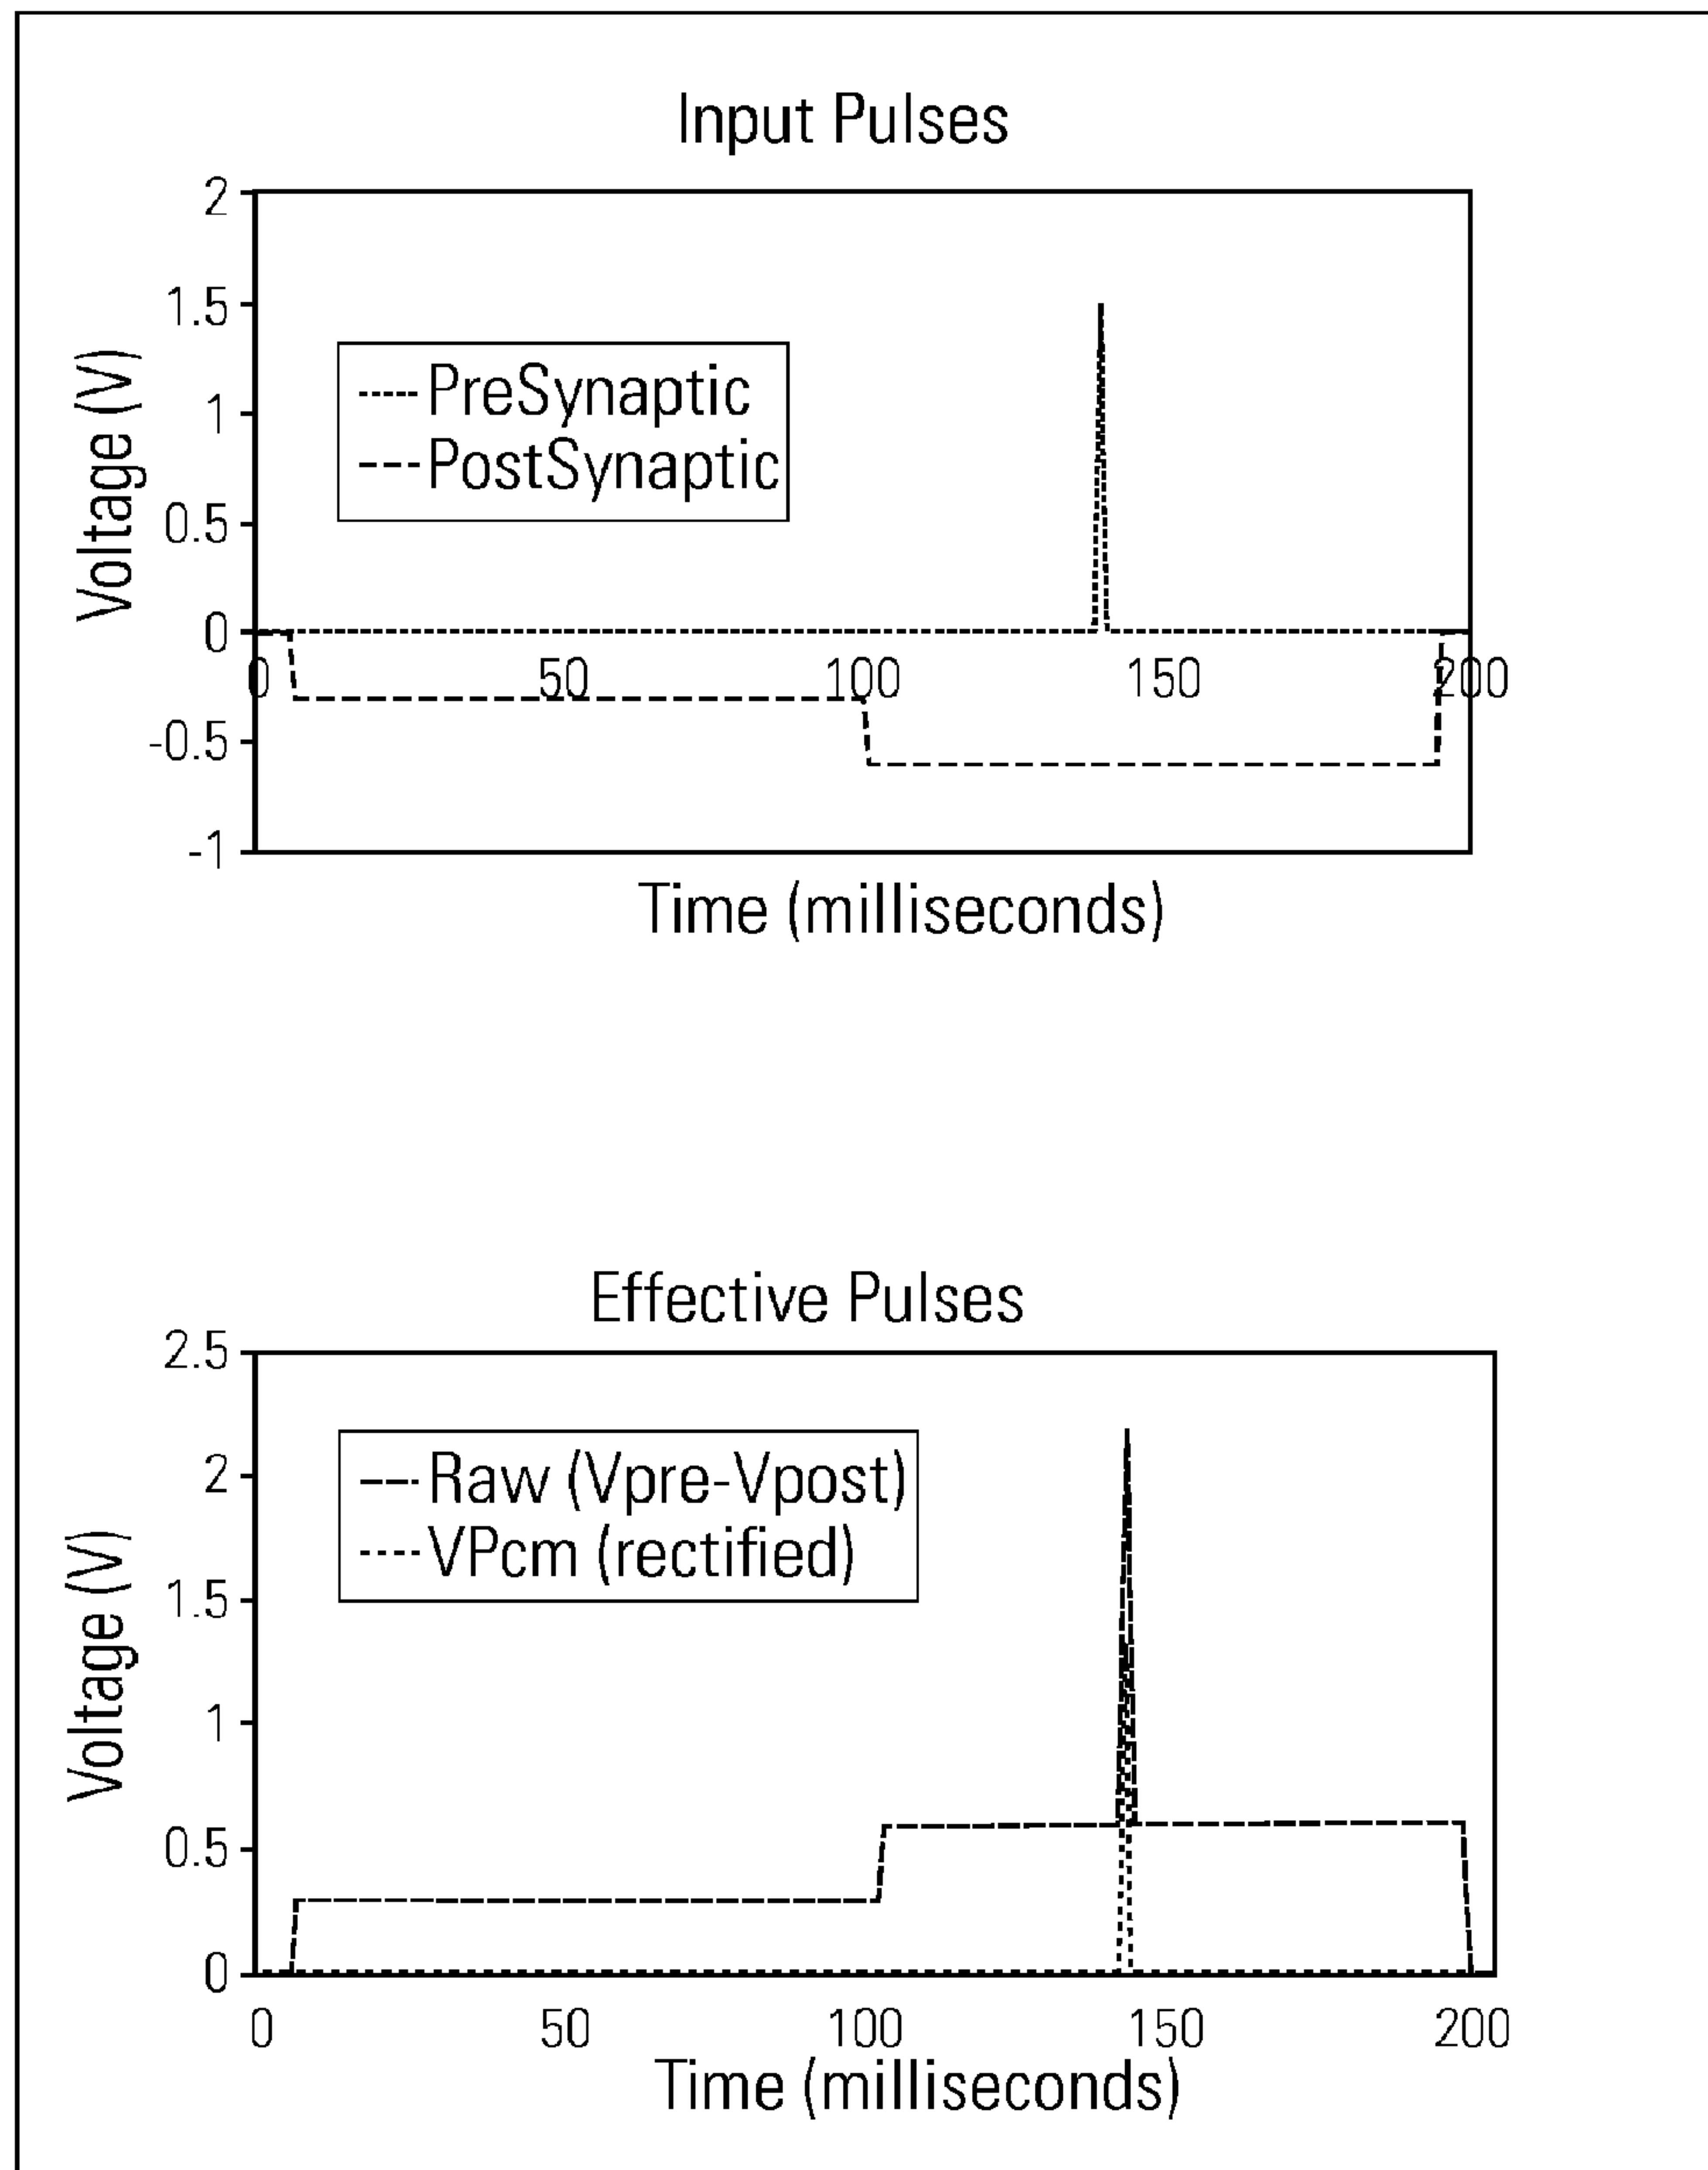 Input Pulses
2
1.5
1
0.5
0
-0.5
-1
Voltage (V)
PreSynaptic
PostSynaptic
0 50 100 150 200
Time (milliseconds)
Effective Pulses
2.5
2
1.5
1
0.5
0
Voltage (V)
Raw (Vpre-Vpost)
VPcm (rectified)
0 50 100 150 200
Time (milliseconds)